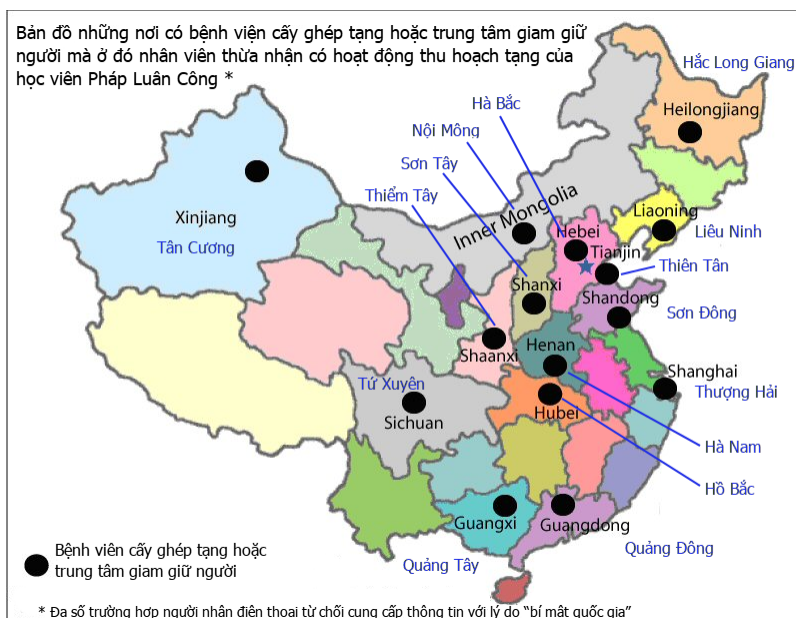 Bản đồ những nơi có bệnh viện cấy ghép tạng hoặc trung tâm giam giữ
người mà ở đó nhân viên thừa nhận có hoạt động thu hoạch tạng của
học viên Pháp Luân Công *
Hắc Long Giang
Hà Bắc
Heilongjiang
Nội Mông
Sơn Tây
Thiểm Tây
Xinjiang
Tân Cương
Inner Mongolia
Liaoning
Liêu Ninh
Hebei
Tianjin
Thiên Tân
Shanxi
Shandong
Sơn Đông
Shaanxi
Henan
Shanghai
Thượng Hải
Tứ Xuyên
Sichuan
Hubei
Hà Nam
Hồ Bắc
Guangxi
Guangdong
Quảng Đông
Quảng Tây
Bệnh viên cấy ghép tạng hoặc
trung tâm giam giữ người
* Đa số trường hợp người nhận điện thoại từ chối cung cấp thông tin với lý do “bí mật quốc gia”